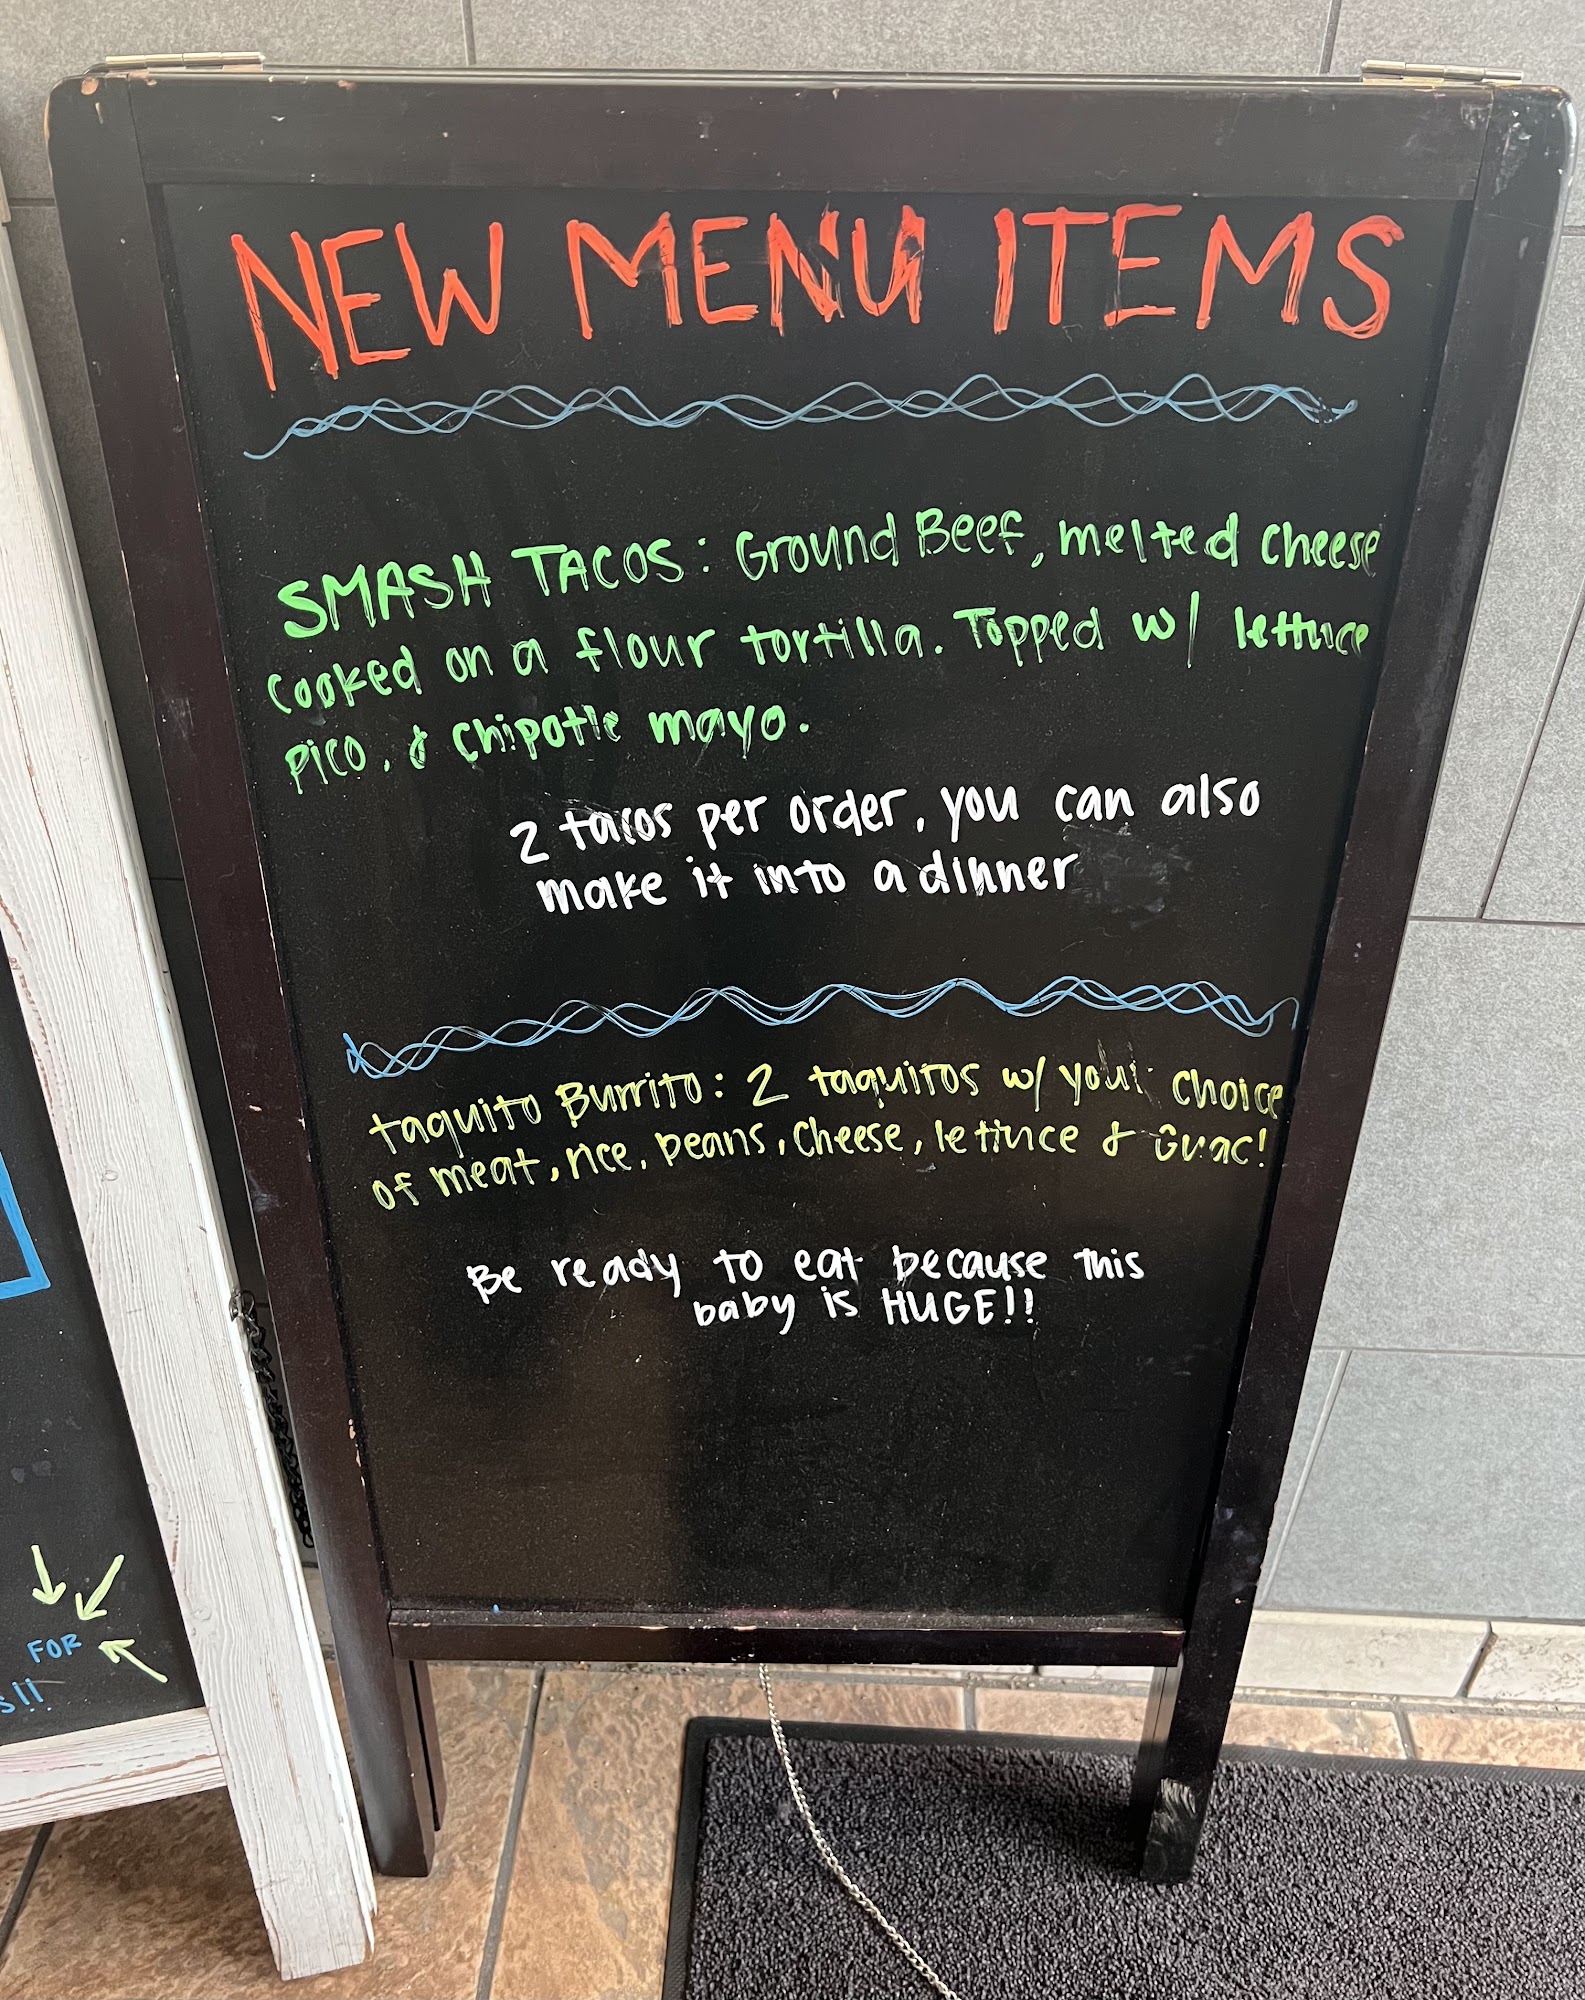 NEW MENU ITEMS
SMASH TACOS: Ground Beef, melted cheese
cooked on a flour tortilla. Topped w/ lettuce
pico, & Chipotle mayo.
2 tacos per order, you can also
make it into a dinner
taquito Burrito: 2 taquitos w/ your choice
of meat, rice, beans, cheese, lettuce & Guac!
Be ready to eat because this
baby is HUGE!!
FOR
s!!